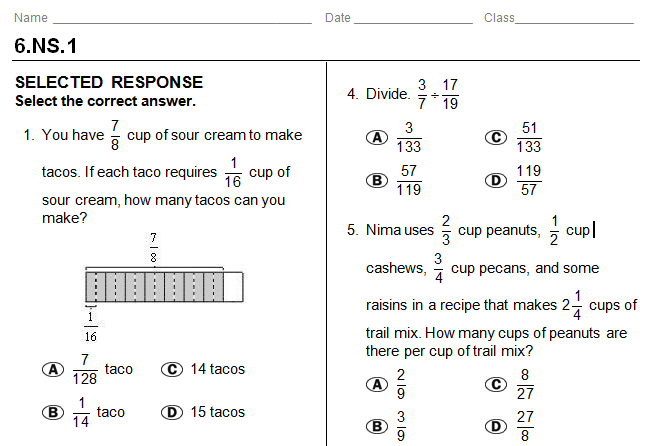 Name ____________________ Date ____________ Class____________
6.NS.1
SELECTED RESPONSE
Select the correct answer.
1. You have 7/8 cup of sour cream to make
tacos. If each taco requires 1/16 cup of
sour cream, how many tacos can you
make?
7/8
1/16
A 7/128 taco
C 14 tacos
B 1/14 taco
D 15 tacos
4. Divide. 3/7 ÷ 17/19
A 3/133
C 51/133
B 57/119
D 119/57
5. Nima uses 2/3 cup peanuts, 1/2 cup
cashews, 3/4 cup pecans, and some
raisins in a recipe that makes 2 1/4 cups of
trail mix. How many cups of peanuts are
there per cup of trail mix?
A 2/9
C 8/27
B 3/9
D 27/8